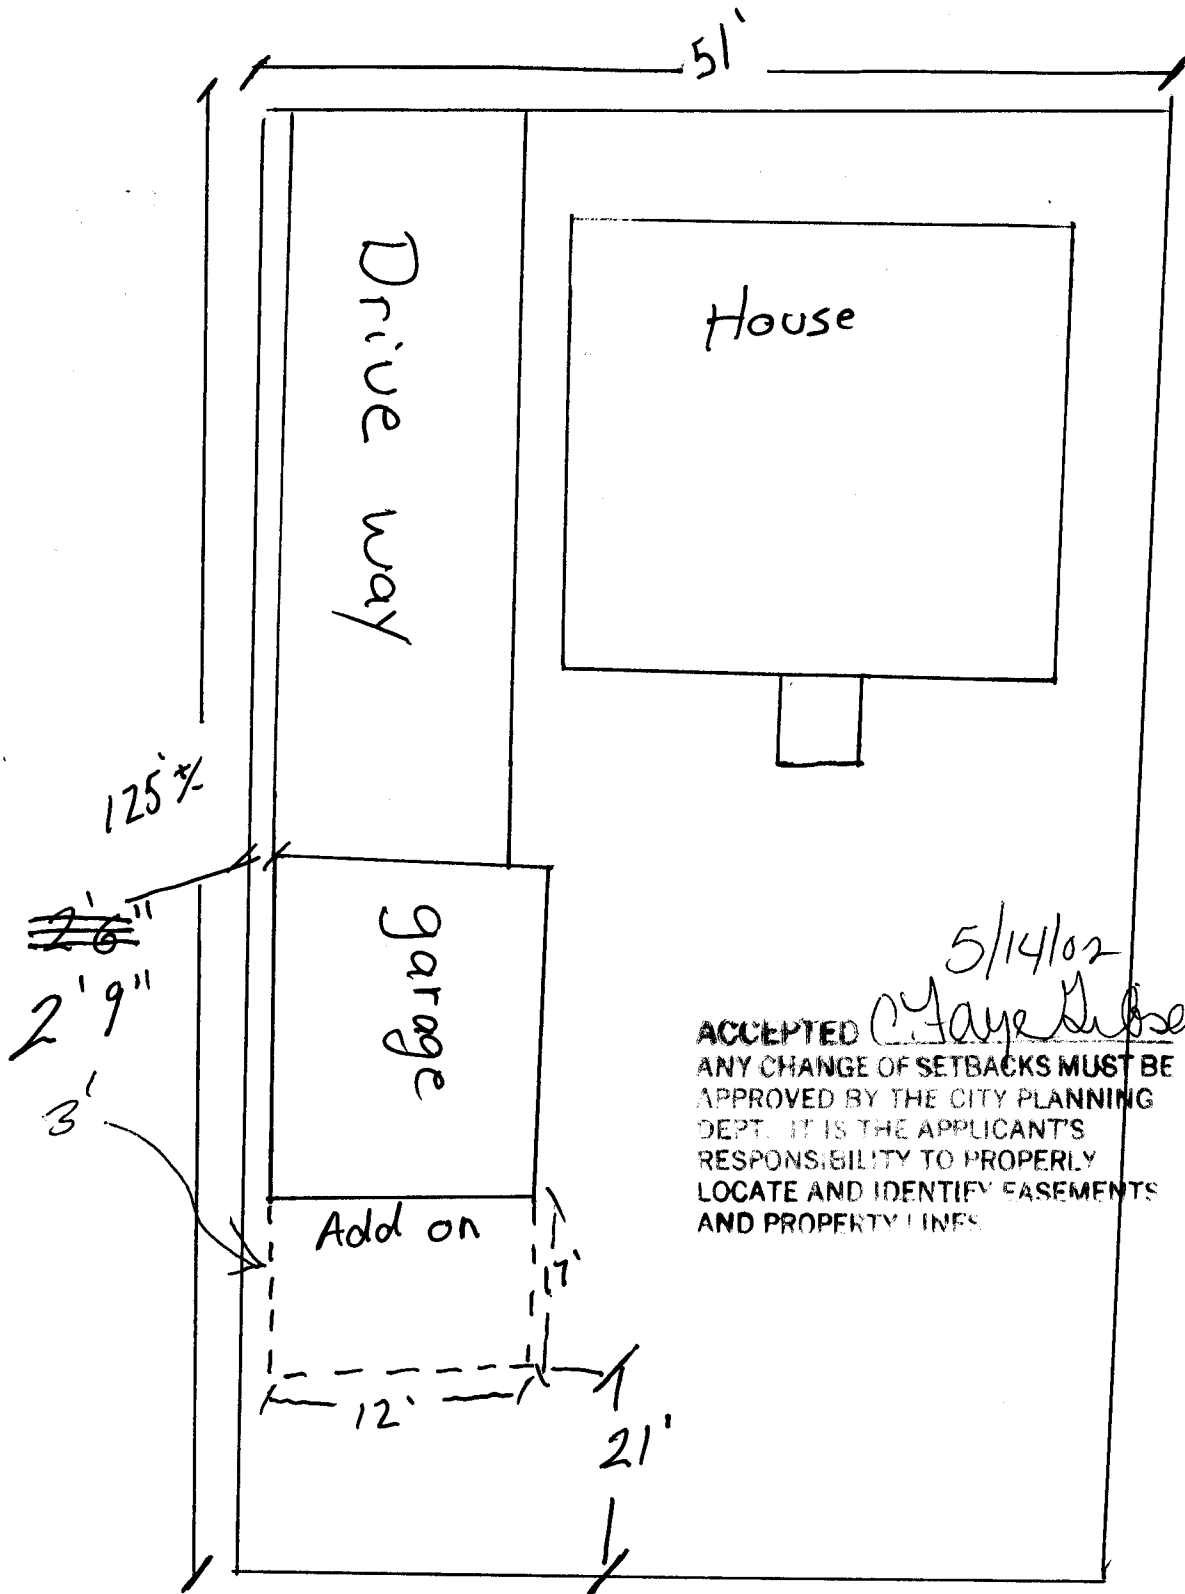 51'
Drive way
House
125' +/-
2'6"
2' 9"
3'
garage
5/14/02
ACCEPTED C. Faye
ANY CHANGE OF SETBACKS MUST BE
APPROVED BY THE CITY PLANNING
DEPT. IT IS THE APPLICANT'S
RESPONSIBILITY TO PROPERLY
LOCATE AND IDENTIFY EASEMENTS
AND PROPERTY LINES.
Add on
17'
12'
21'